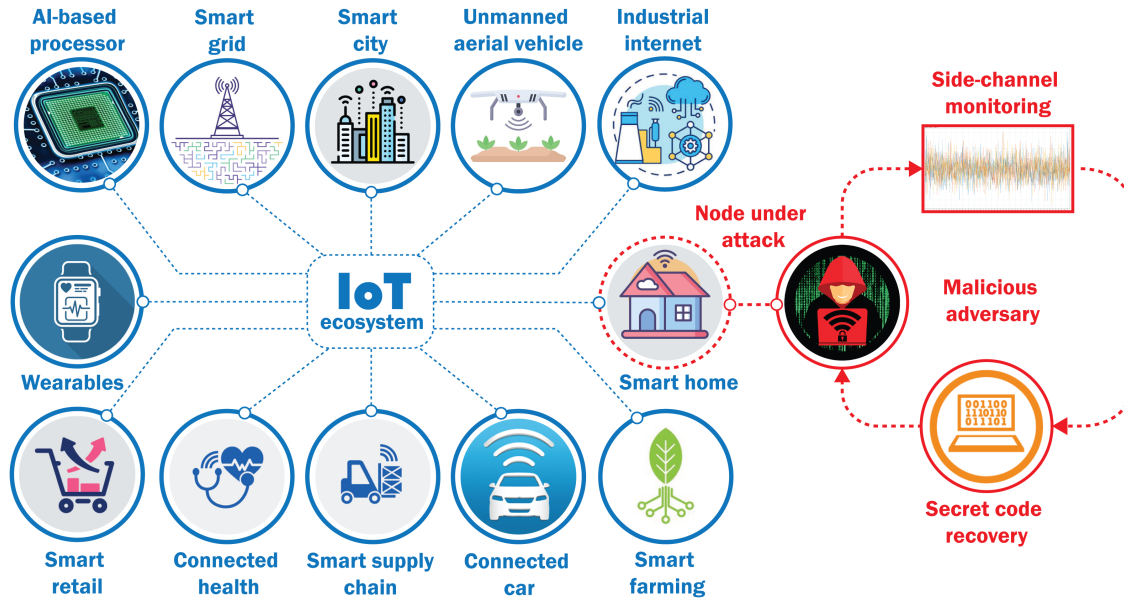 AI-based
processor
Smart
grid
Smart
city
Unmanned
aerial vehicle
Industrial
internet
Side-channel
monitoring
Node under
attack
IoT
ecosystem
Malicious
adversary
Wearables
Smart home
001100
1110110
011101
Secret code
recovery
Smart
retail
Connected
health
Smart supply
chain
Connected
car
Smart
farming